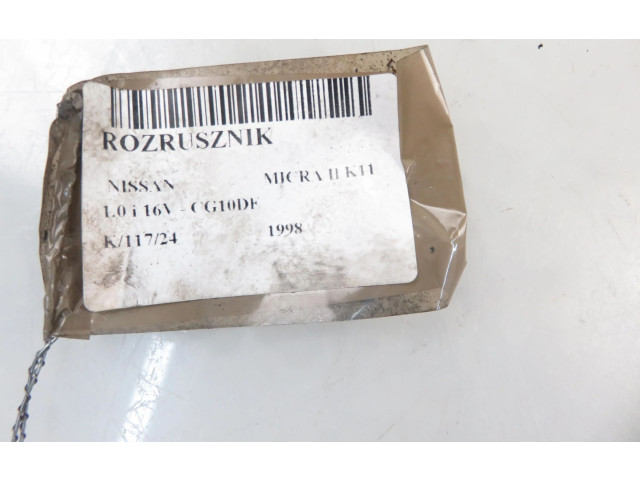 ROZRUSZNIK
NISSAN MICRA II K11
1.0 i 16V - CG10DE
K/117/24 1998